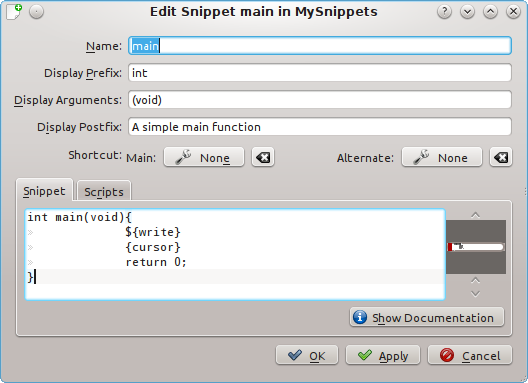 Edit Snippet main in MySnippets
Name: main
Display Prefix: int
Display Arguments: (void)
Display Postfix: A simple main function
Shortcut: Main: None Alternate: None
Snippet Scripts
int main(void){
${write}
{cursor}
return 0;
}
Show Documentation
OK Apply Cancel